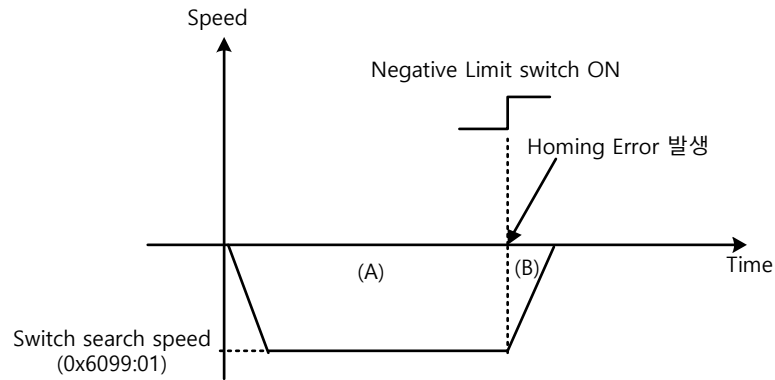 Speed
Negative Limit switch ON
Homing Error 발생
(A)
(B)
Time
Switch search speed
(0x6099:01)